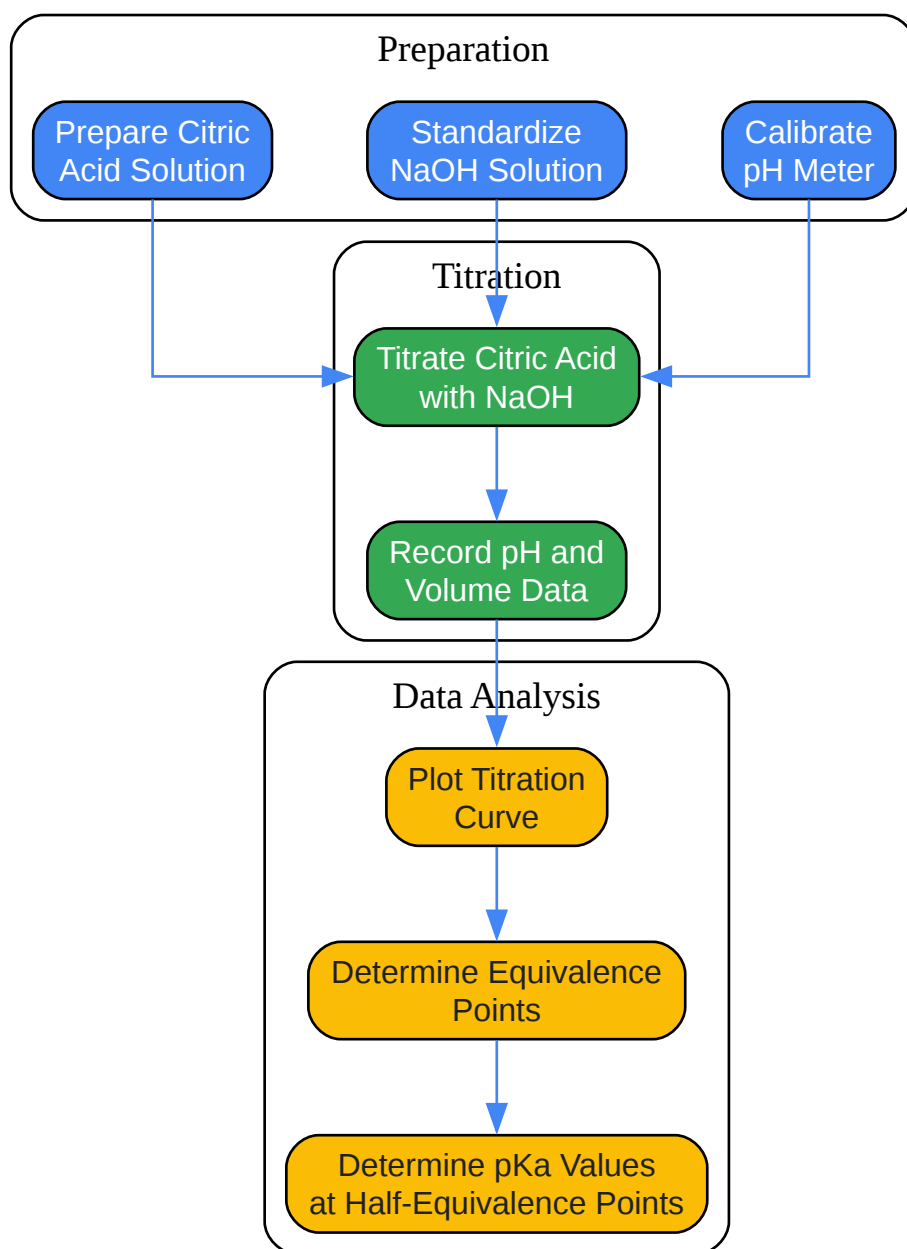 Preparation
Prepare Citric
Acid Solution
Standardize
NaOH Solution
Calibrate
pH Meter
Titration
Titrate Citric Acid
with NaOH
Record pH and
Volume Data
Data Analysis
Plot Titration
Curve
Determine Equivalence
Points
Determine pKa Values
at Half-Equivalence Points